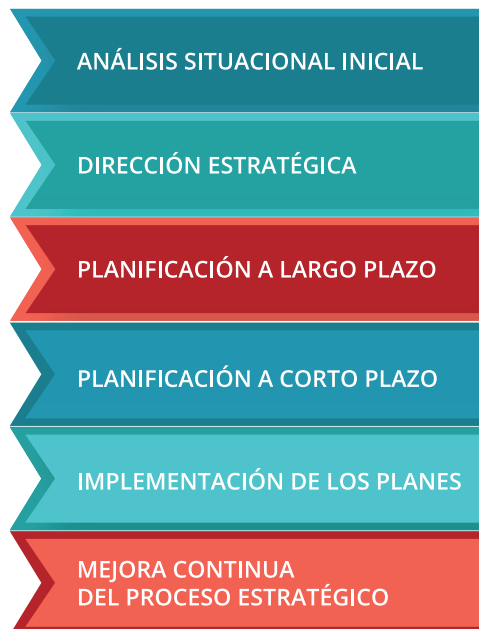 ANÁLISIS SITUACIONAL INICIAL
DIRECCIÓN ESTRATÉGICA
PLANIFICACIÓN A LARGO PLAZO
PLANIFICACIÓN A CORTO PLAZO
IMPLEMENTACIÓN DE LOS PLANES
MEJORA CONTINUA
DEL PROCESO ESTRATÉGICO